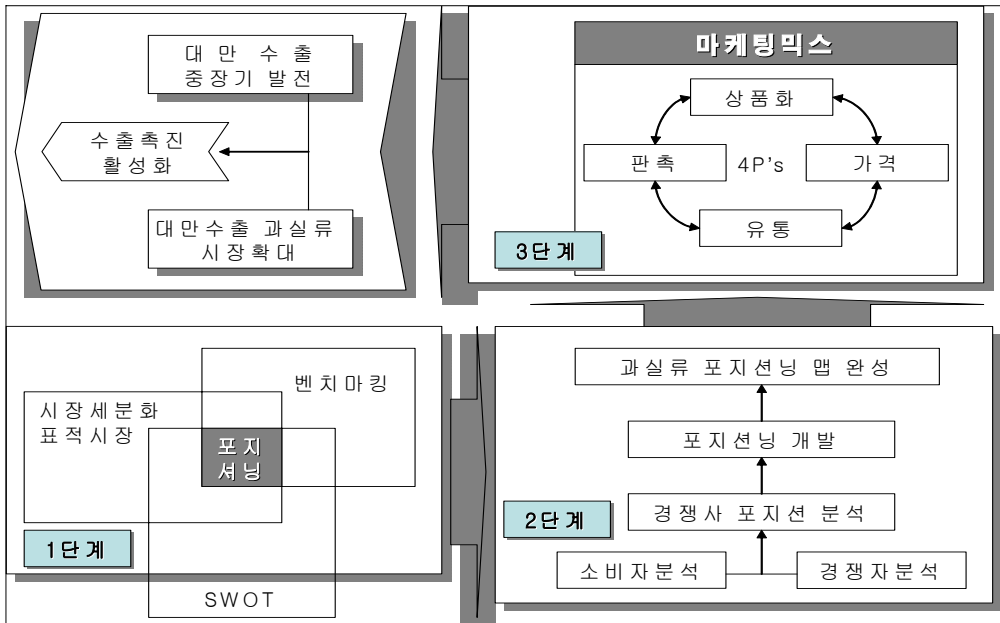 대만 수출
중장기 발전
수출촉진
활성화
대만수출 과실류
시장확대
마케팅믹스
상품화
판촉
4P's
가격
유통
3단계
벤치마킹
시장세분화
표적시장
포지
셔닝
1단계
SWOT
과실류 포지션닝 맵 완성
포지션닝 개발
경쟁사 포지션 분석
2단계
소비자분석
경쟁자분석